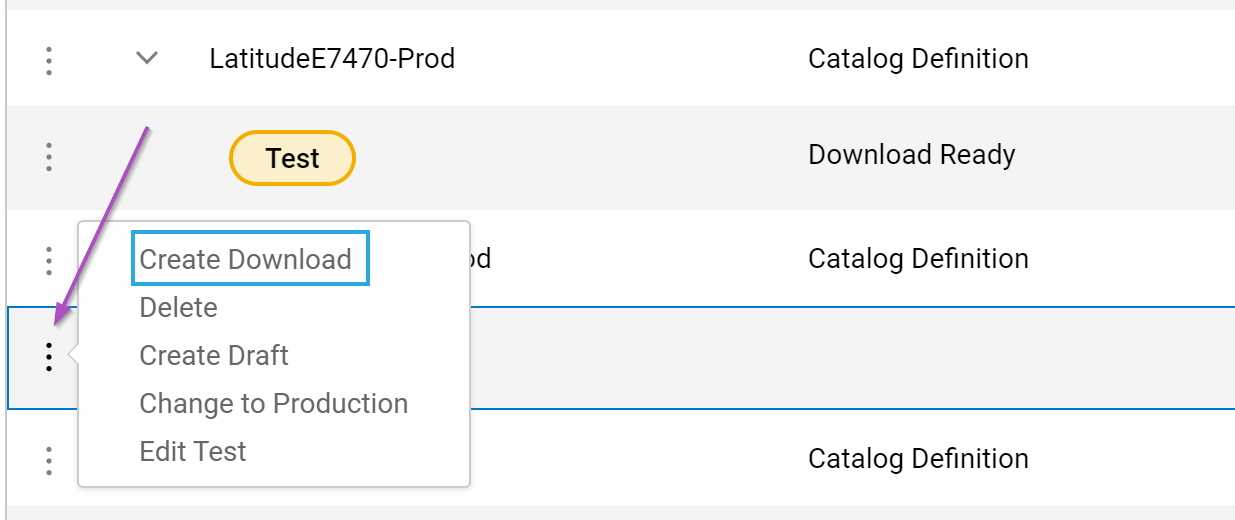 LatitudeE7470-Prod Catalog Definition
Test Download Ready
Create Download od Catalog Definition
Delete
Create Draft
Change to Production
Edit Test Catalog Definition